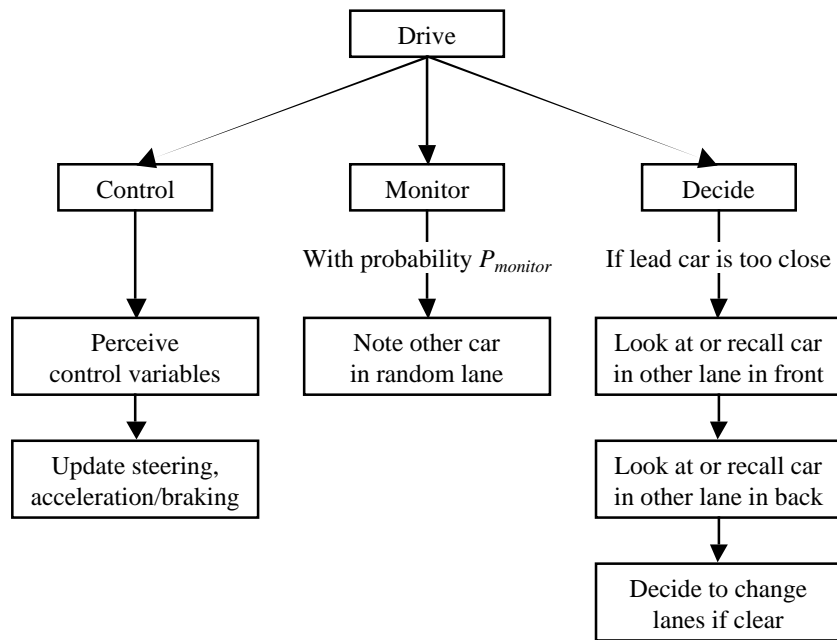 Drive
Control
Monitor
Decide
With probability P_monitor
If lead car is too close
Perceive
control variables
Note other car
in random lane
Look at or recall car
in other lane in front
Update steering,
acceleration/braking
Look at or recall car
in other lane in back
Decide to change
lanes if clear